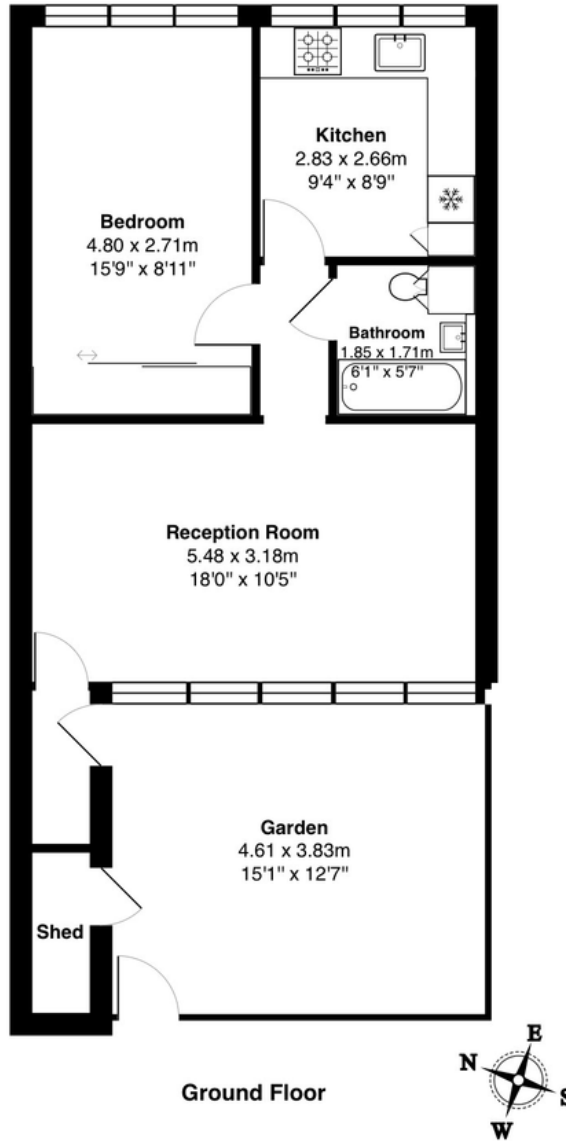 Kitchen
2.83 x 2.66m
9'4" x 8'9"
Bedroom
4.80 x 2.71m
15'9" x 8'11"
Bathroom
1.85 x 1.71m
6'1" x 5'7"
Reception Room
5.48 x 3.18m
18'0" x 10'5"
Garden
4.61 x 3.83m
15'1" x 12'7"
Shed
Ground Floor
E
N
S
W